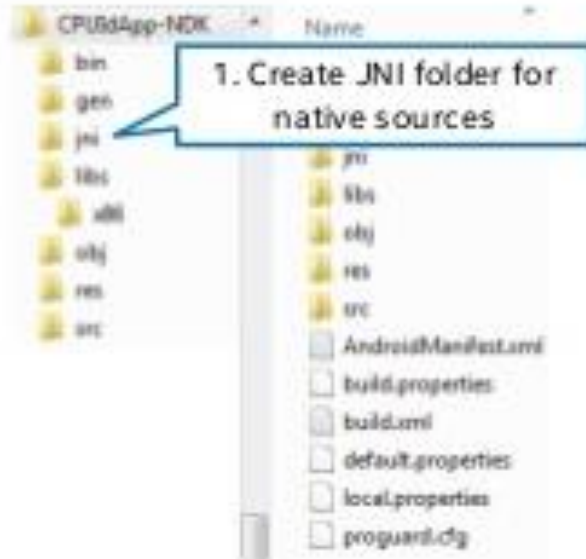 CPUIdApp-NDK
bin
gen
jni
libs
x86
obj
res
src
Name
1. Create JNI folder for
native sources
jni
libs
obj
res
src
AndroidManifest.xml
build.properties
build.xml
default.properties
local.properties
proguard.cfg